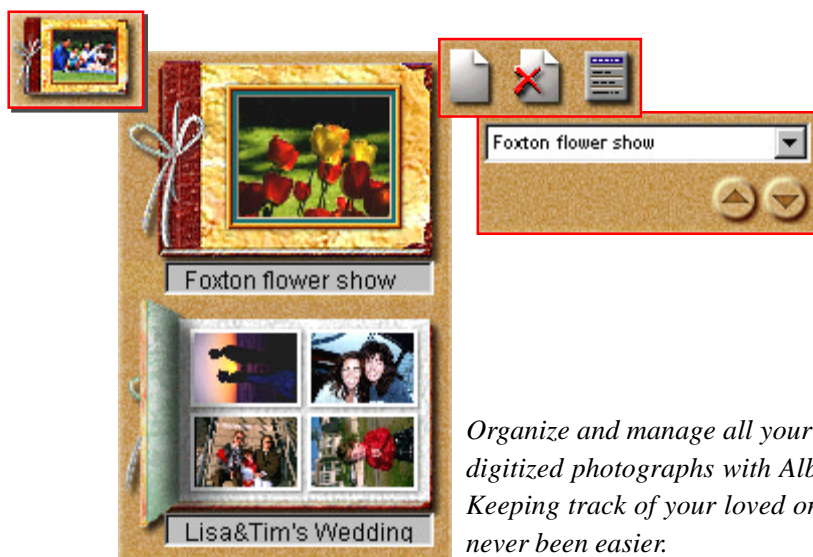 Foxton flower show
Foxton flower show
Lisa&Tim's Wedding
Organize and manage all your
digitized photographs with
Keeping track of your loved
never been easier.